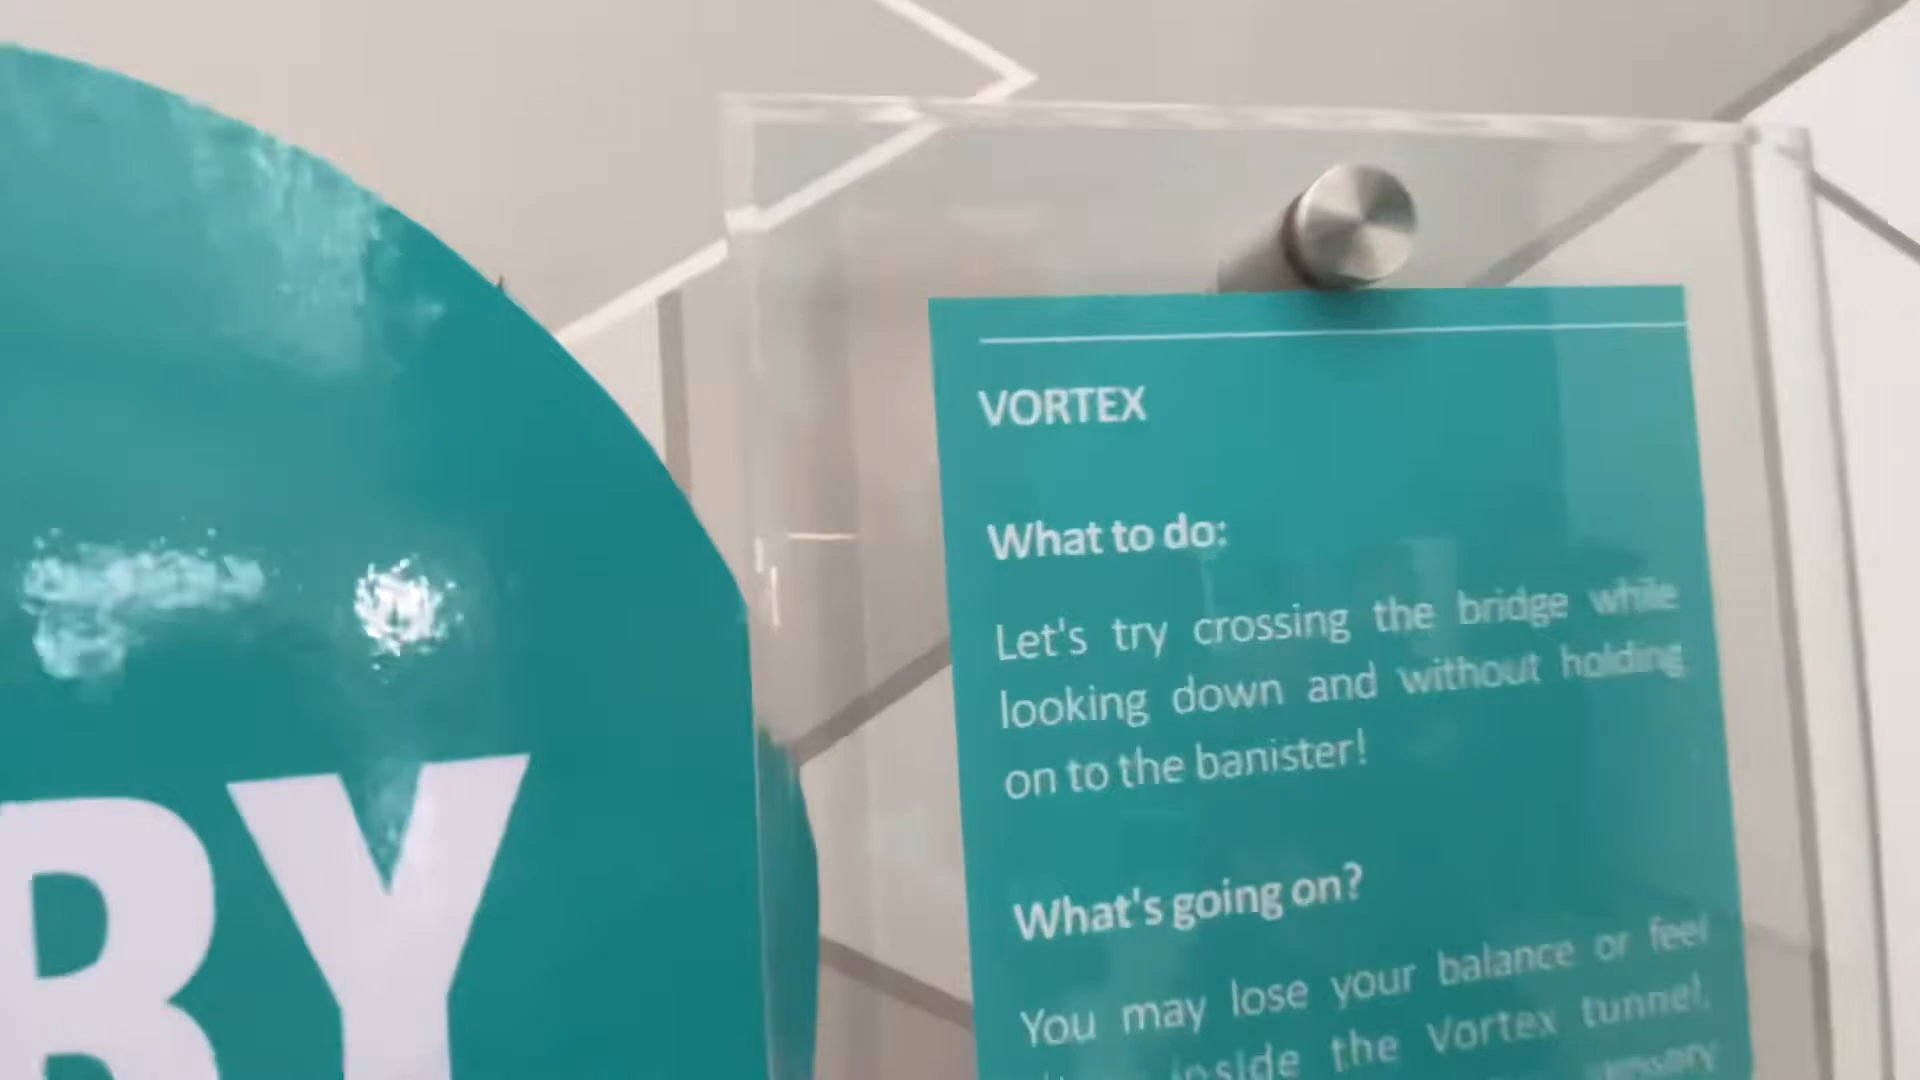 BY
VORTEX
What to do:
Let's try crossing the bridge while
looking down and without holding
on to the banister!
What's going on?
You may lose your balance or feel
inside the Vortex tunnel,
sensory